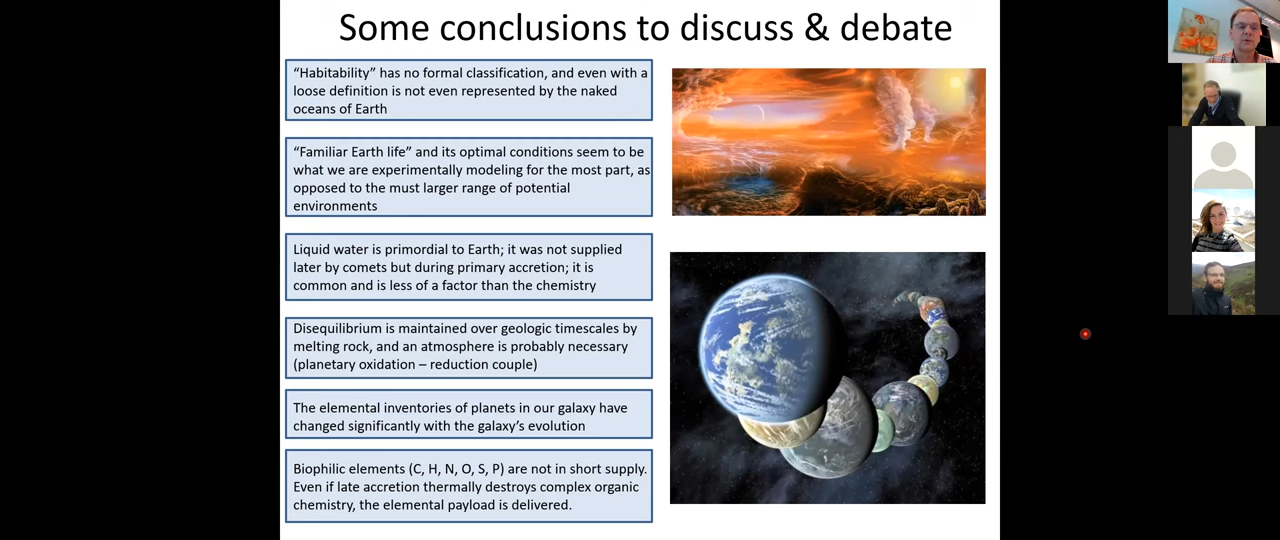 Some conclusions to discuss & debate
“Habitability” has no formal classification, and even with a
loose definition is not even represented by the naked
oceans of Earth
“Familiar Earth life” and its optimal conditions seem to be
what we are experimentally modeling for the most part, as
opposed to the must larger range of potential
environments
Liquid water is primordial to Earth; it was not supplied
later by comets but during primary accretion; it is
common and is less of a factor than the chemistry
Disequilibrium is maintained over geologic timescales by
melting rock, and an atmosphere is probably necessary
(planetary oxidation – reduction couple)
The elemental inventories of planets in our galaxy have
changed significantly with the galaxy’s evolution
Biophilic elements (C, H, N, O, S, P) are not in short supply.
Even if late accretion thermally destroys complex organic
chemistry, the elemental payload is delivered.